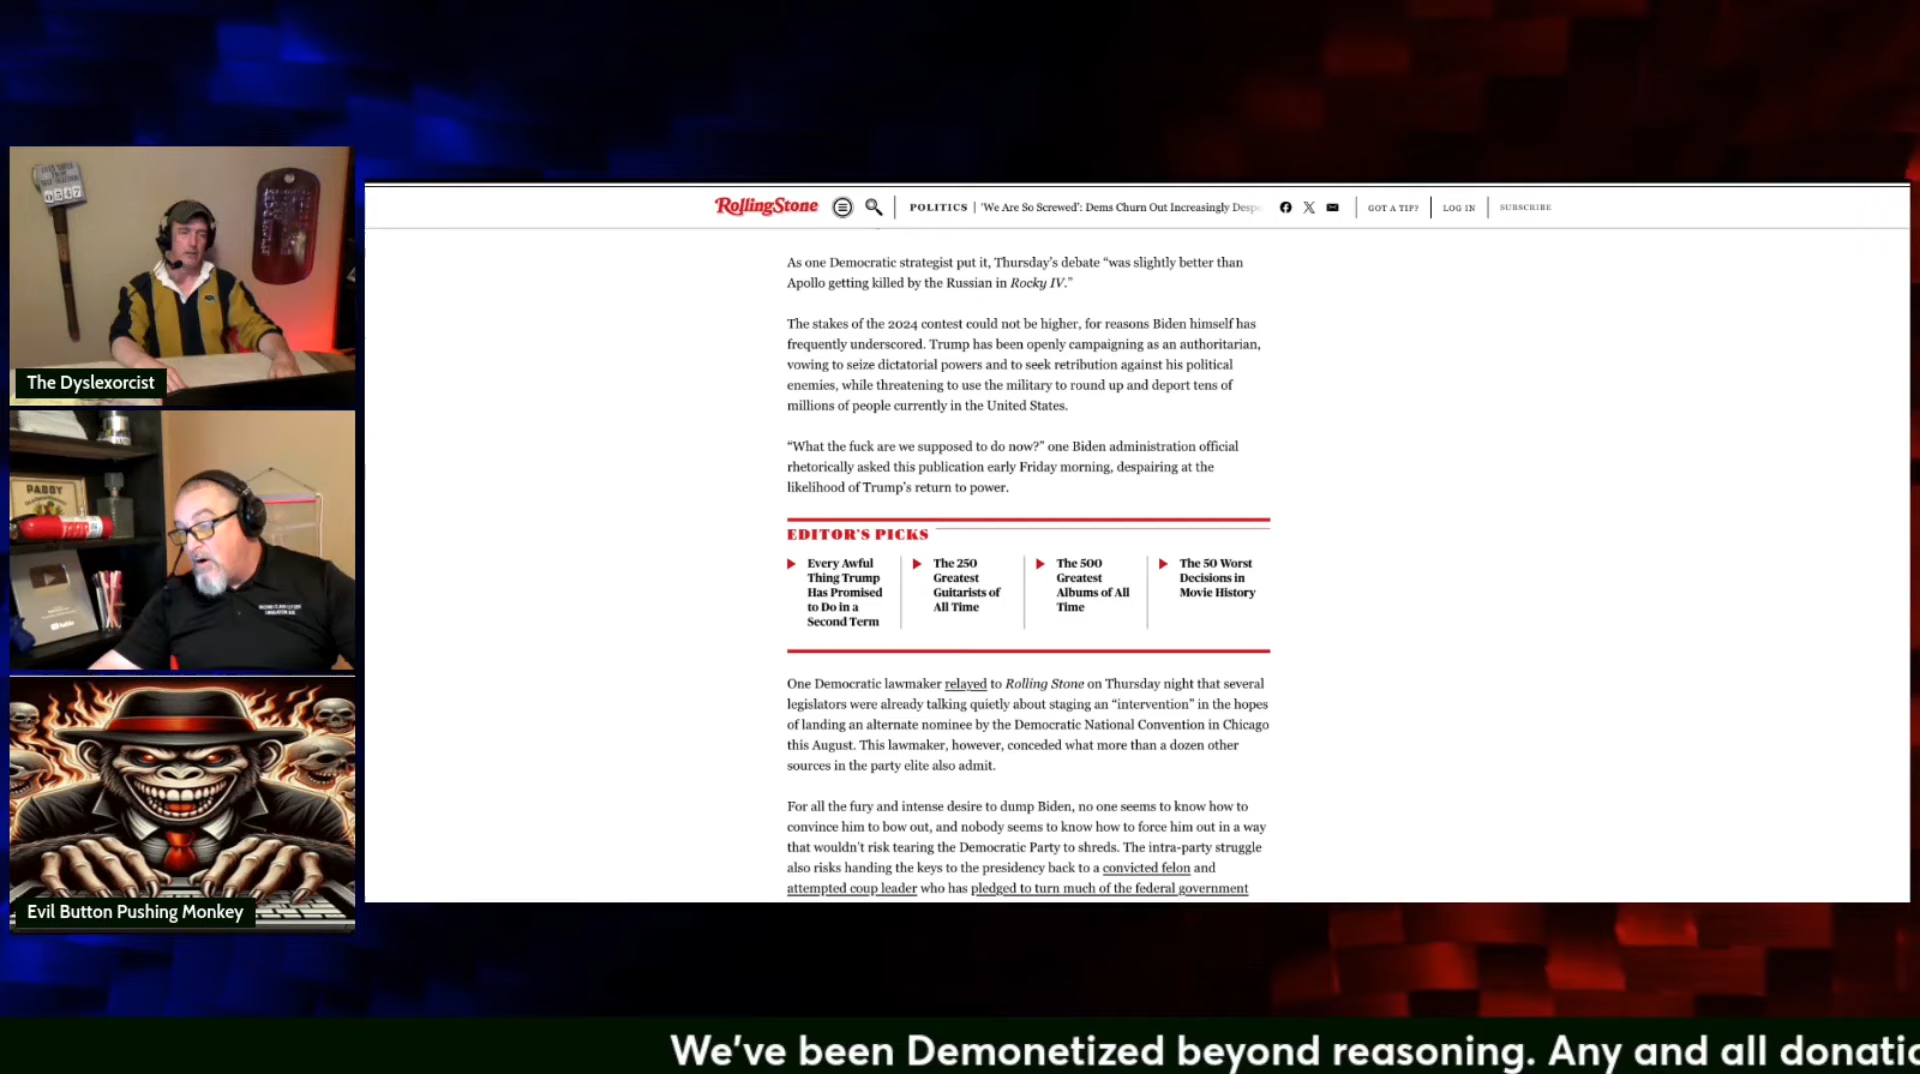 0547
The Dyslexorcist
PADDY
YouTube
Evil Button Pushing Monkey
RollingStone
POLITICS | 'We Are So Screwed': Dems Churn Out Increasingly Despe
GOT A TIP?
LOG IN
SUBSCRIBE
As one Democratic strategist put it, Thursday's debate “was slightly better than
Apollo getting killed by the Russian in Rocky IV.”
The stakes of the 2024 contest could not be higher, for reasons Biden himself has
frequently underscored. Trump has been openly campaigning as an authoritarian,
vowing to seize dictatorial powers and to seek retribution against his political
enemies, while threatening to use the military to round up and deport tens of
millions of people currently in the United States.
“What the fuck are we supposed to do now?” one Biden administration official
rhetorically asked this publication early Friday morning, despairing at the
likelihood of Trump's return to power.
EDITOR'S PICKS
Every Awful
Thing Trump
Has Promised
to Do in a
Second Term
The 250
Greatest
Guitarists of
All Time
The 500
Greatest
Albums of All
Time
The 50 Worst
Decisions in
Movie History
One Democratic lawmaker relayed to Rolling Stone on Thursday night that several
legislators were already talking quietly about staging an “intervention” in the hopes
of landing an alternate nominee by the Democratic National Convention in Chicago
this August. This lawmaker, however, conceded what more than a dozen other
sources in the party elite also admit.
For all the fury and intense desire to dump Biden, no one seems to know how to
convince him to bow out, and nobody seems to know how to force him out in a way
that wouldn't risk tearing the Democratic Party to shreds. The intra-party struggle
also risks handing the keys to the presidency back to a convicted felon and
attempted coup leader who has pledged to turn much of the federal government
We've been Demonetized beyond reasoning. Any and all donatio